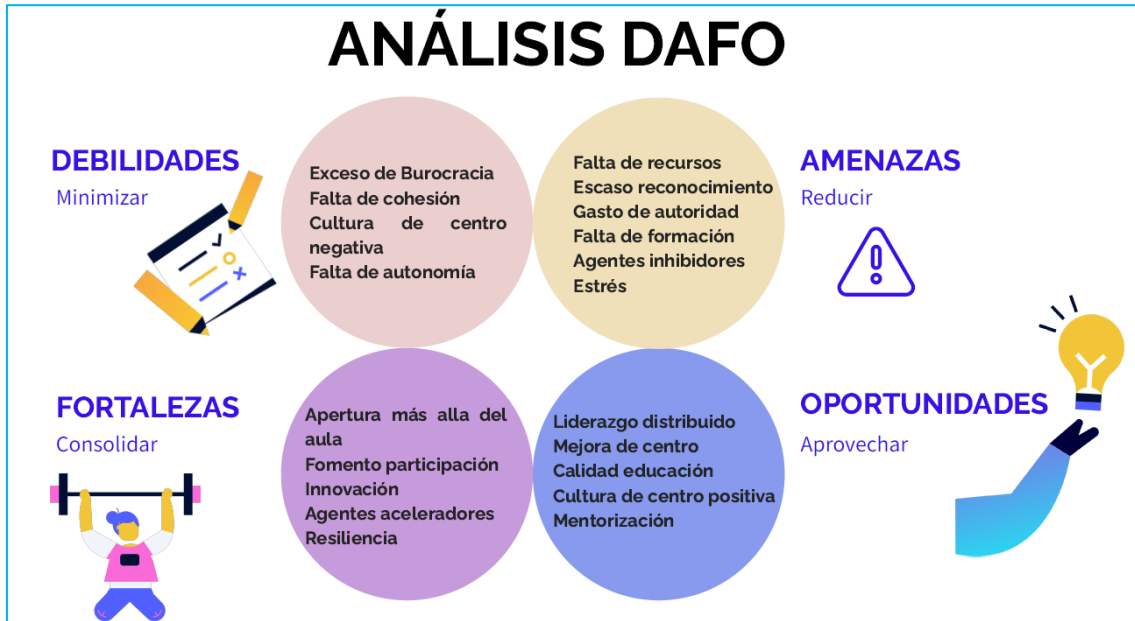 ANÁLISIS DAFO
DEBILIDADES
Minimizar
Exceso de Burocracia
Falta de cohesión
Cultura de centro
negativa
Falta de autonomía
Falta de recursos
Escaso reconocimiento
Gasto de autoridad
Falta de formación
Agentes inhibidores
Estrés
AMENAZAS
Reducir
FORTALEZAS
Consolidar
Apertura más alla del
aula
Fomento participación
Innovación
Agentes aceleradores
Resiliencia
Liderazgo distribuido
Mejora de centro
Calidad educación
Cultura de centro positiva
Mentorización
OPORTUNIDADES
Aprovechar